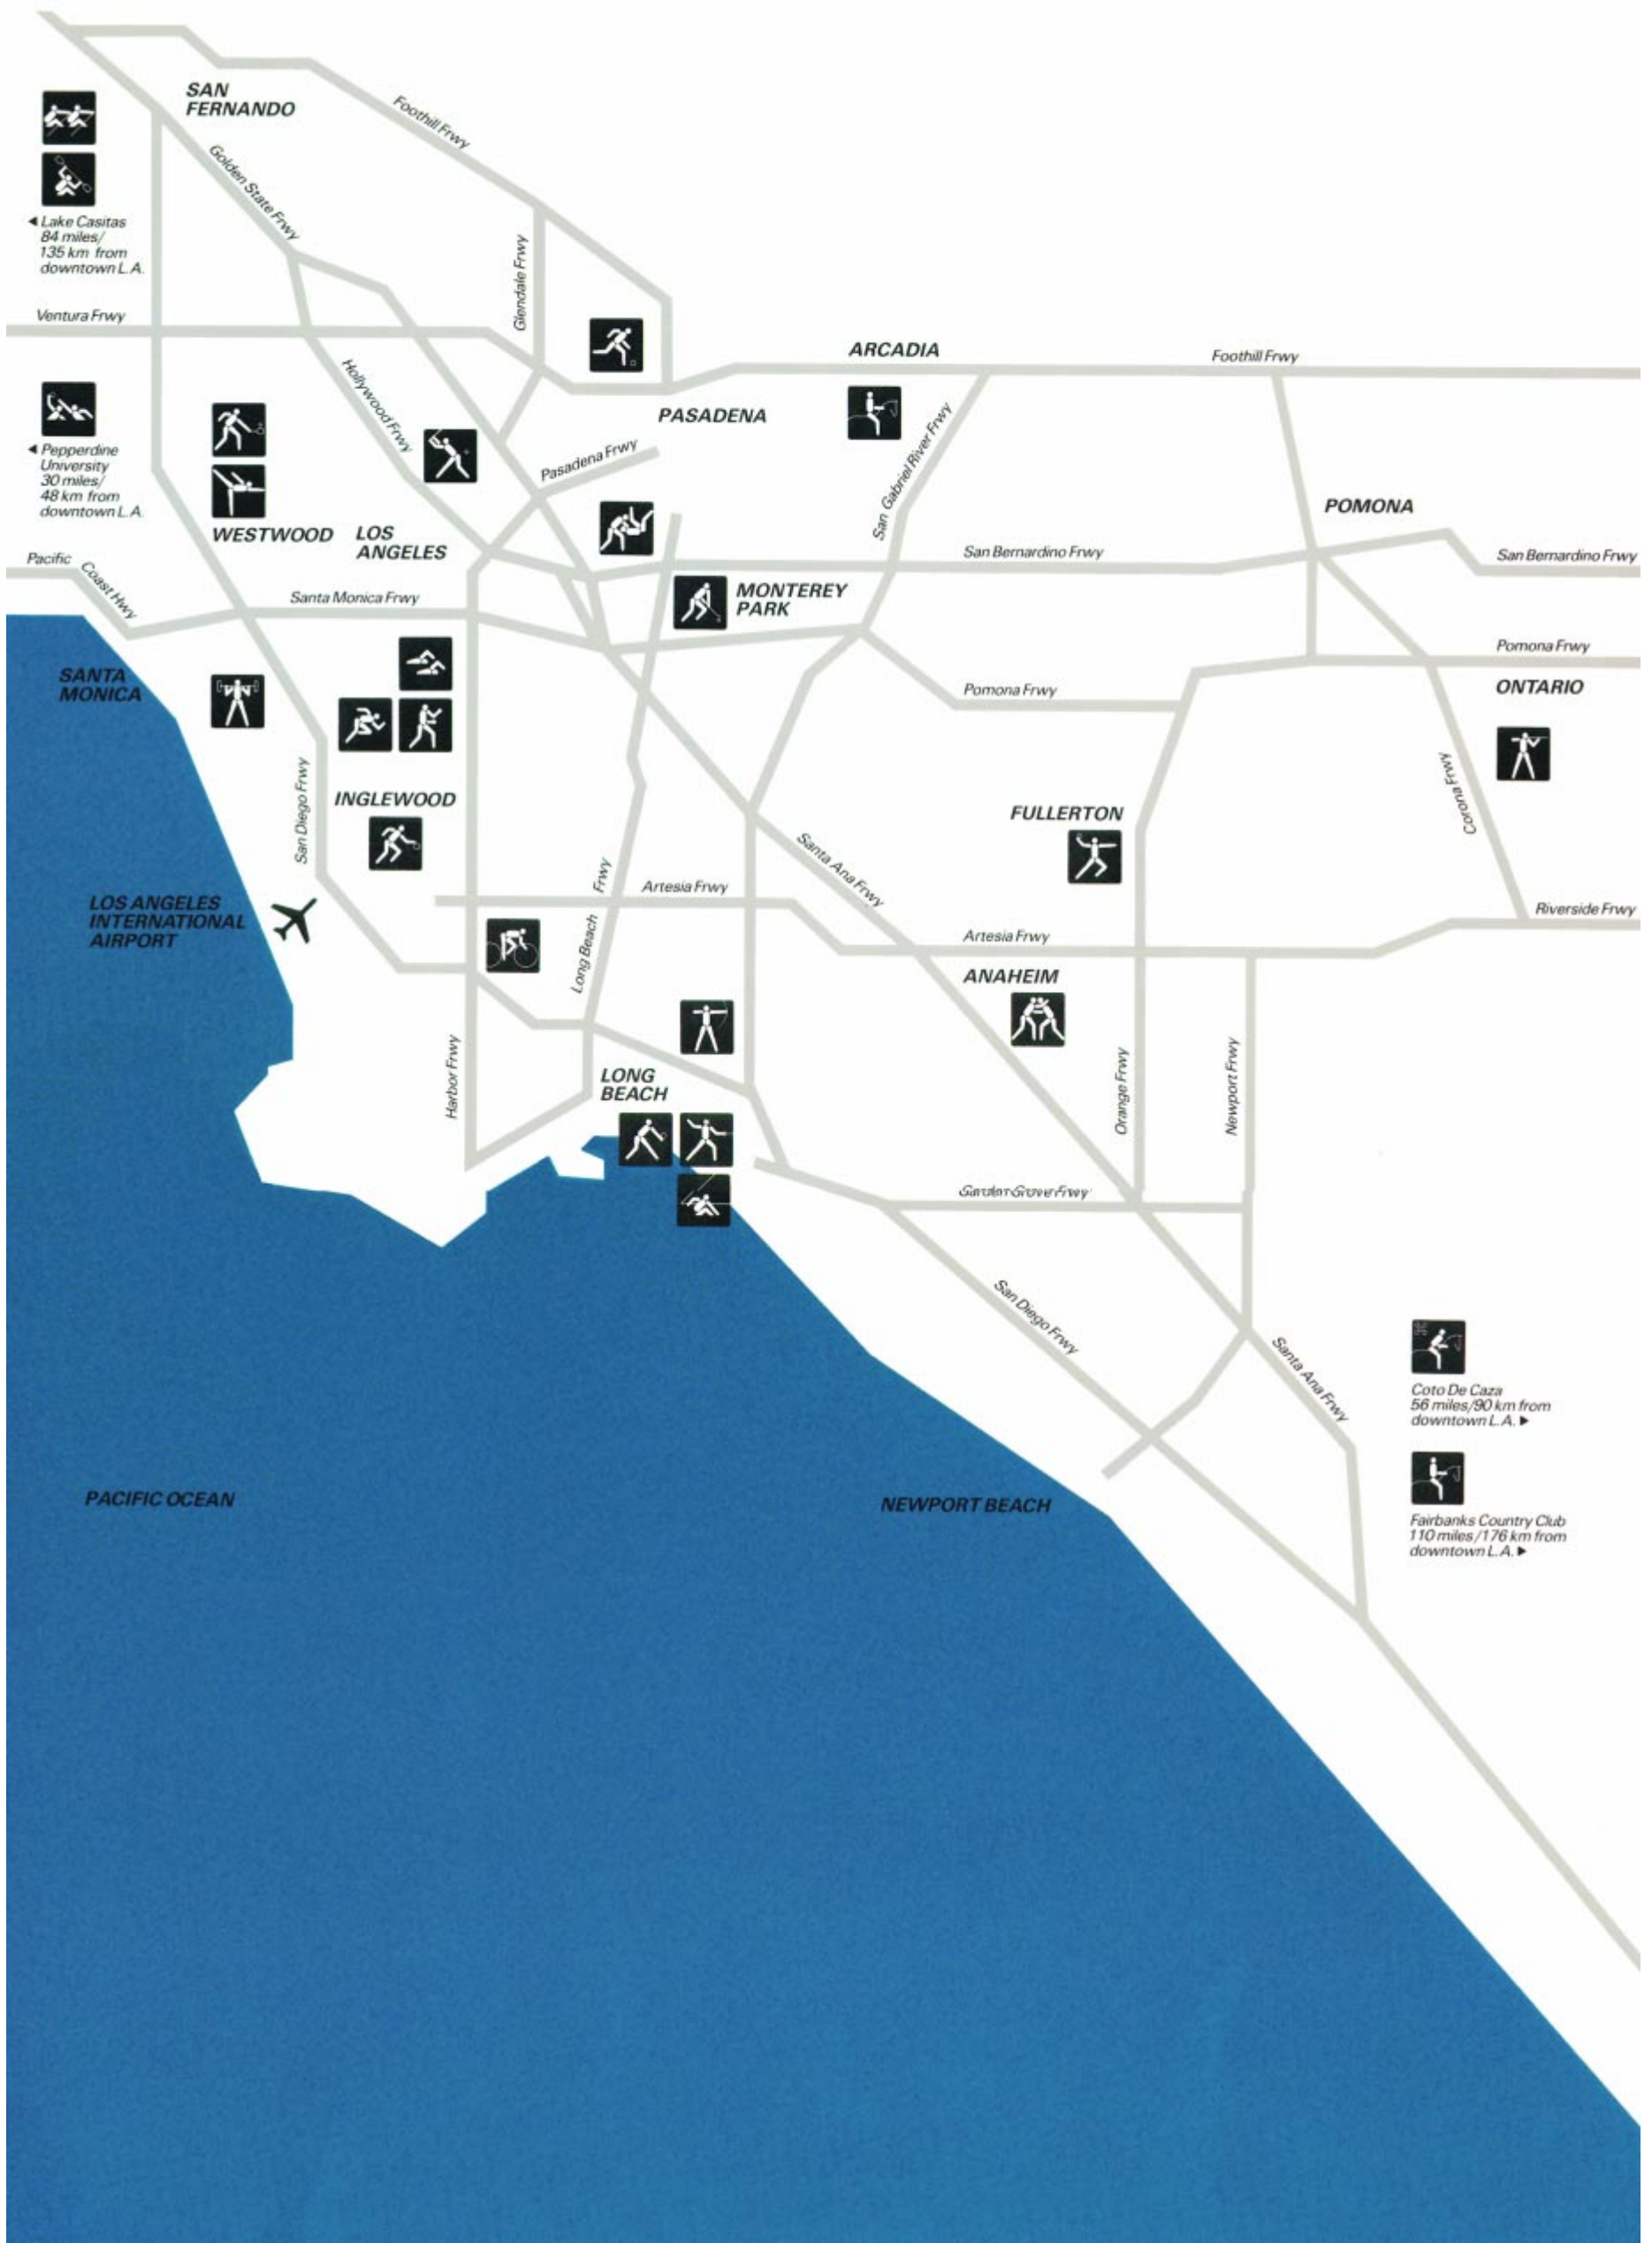 SAN
FERNANDO
Foothill Frwy
Golden State Frwy
◄ Lake Casitas
84 miles/
135 km from
downtown L.A.
Glendale Frwy
Ventura Frwy
ARCADIA
Foothill Frwy
Hollywood Frwy
PASADENA
San Gabriel River Frwy
◄ Pepperdine
University
30 miles/
48 km from
downtown L.A.
Pasadena Frwy
POMONA
WESTWOOD
LOS
ANGELES
San Bernardino Frwy
San Bernardino Frwy
Pacific
Coast Hwy
Santa Monica Frwy
MONTEREY
PARK
Pomona Frwy
SANTA
MONICA
Pomona Frwy
ONTARIO
San Diego Frwy
Corona Frwy
INGLEWOOD
FULLERTON
Santa Ana Frwy
LOS ANGELES
INTERNATIONAL
AIRPORT
Long Beach Frwy
Artesia Frwy
Riverside Frwy
Artesia Frwy
ANAHEIM
Harbor Frwy
LONG
BEACH
Orange Frwy
Newport Frwy
Garden Grove Frwy
San Diego Frwy
Santa Ana Frwy
Coto De Caza
56 miles/90 km from
downtown L.A. ►
PACIFIC OCEAN
NEWPORT BEACH
Fairbanks Country Club
110 miles/176 km from
downtown L.A. ►